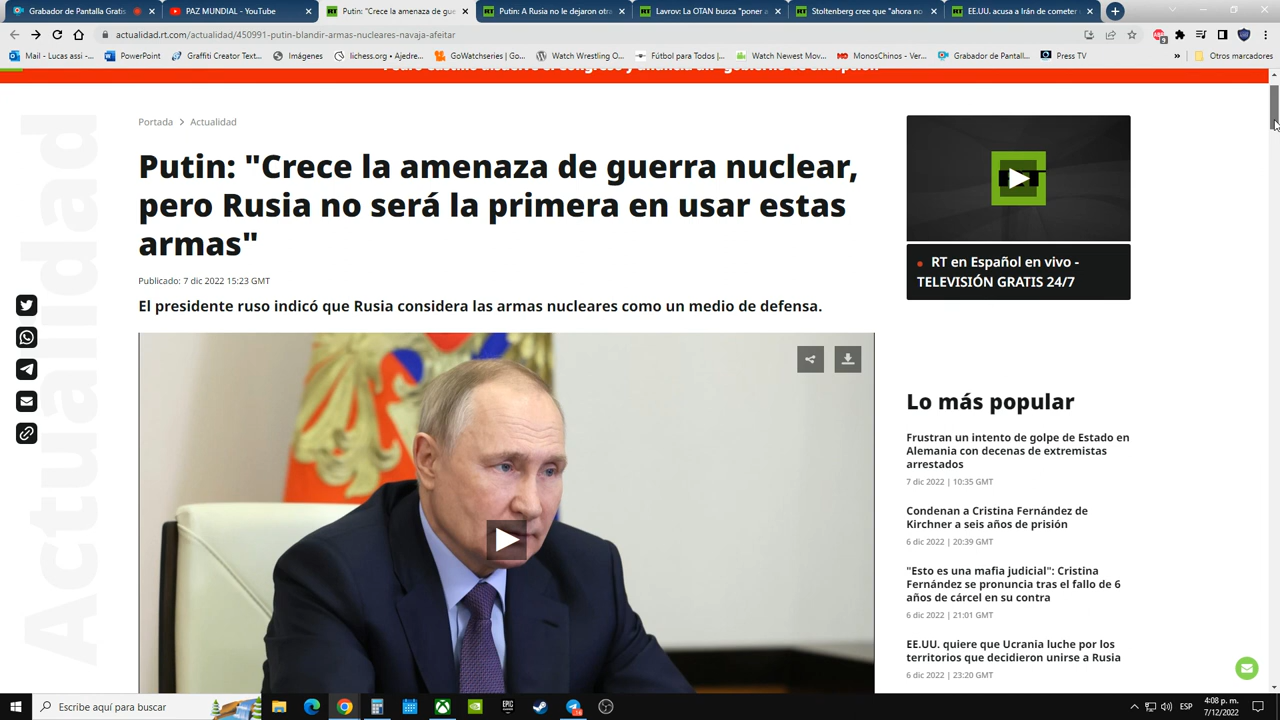 Grabador de Pantalla Gratis
PAZ MUNDIAL - YouTube
Putin: "Crece la amenaza de gue
Putin: A Rusia no le dejaron otra
Lavrov: La OTAN busca "poner a
Stoltenberg cree que "ahora no
EE.UU. acusa a Irán de cometer
actualidad.rt.com/actualidad/450991-putin-blandir-armas-nucleares-navaja-afeitar
Mail - Lucas assi -...
PowerPoint
Graffiti Creator Text...
Imágenes
lichess.org • Ajedre...
GoWatchseries | Go...
Watch Wrestling O...
Fútbol para Todos |...
Watch Newest Mov...
MonosChinos - Ver...
Grabador de Pantall...
Press TV
»
Otros marcadores
Actualidad
Portada > Actualidad
Putin: "Crece la amenaza de guerra nuclear,
pero Rusia no será la primera en usar estas
armas"
Publicado: 7 dic 2022 15:23 GMT
El presidente ruso indicó que Rusia considera las armas nucleares como un medio de defensa.
RT en Español en vivo -
TELEVISIÓN GRATIS 24/7
Lo más popular
Frustran un intento de golpe de Estado en
Alemania con decenas de extremistas
arrestados
7 dic 2022 | 10:35 GMT
Condenan a Cristina Fernández de
Kirchner a seis años de prisión
6 dic 2022 | 20:39 GMT
"Esto es una mafia judicial": Cristina
Fernández se pronuncia tras el fallo de 6
años de cárcel en su contra
6 dic 2022 | 21:01 GMT
EE.UU. quiere que Ucrania luche por los
territorios que decidieron unirse a Rusia
6 dic 2022 | 23:20 GMT
Escribe aquí para buscar
EPIC
ESP
4:08 p. m.
7/12/2022